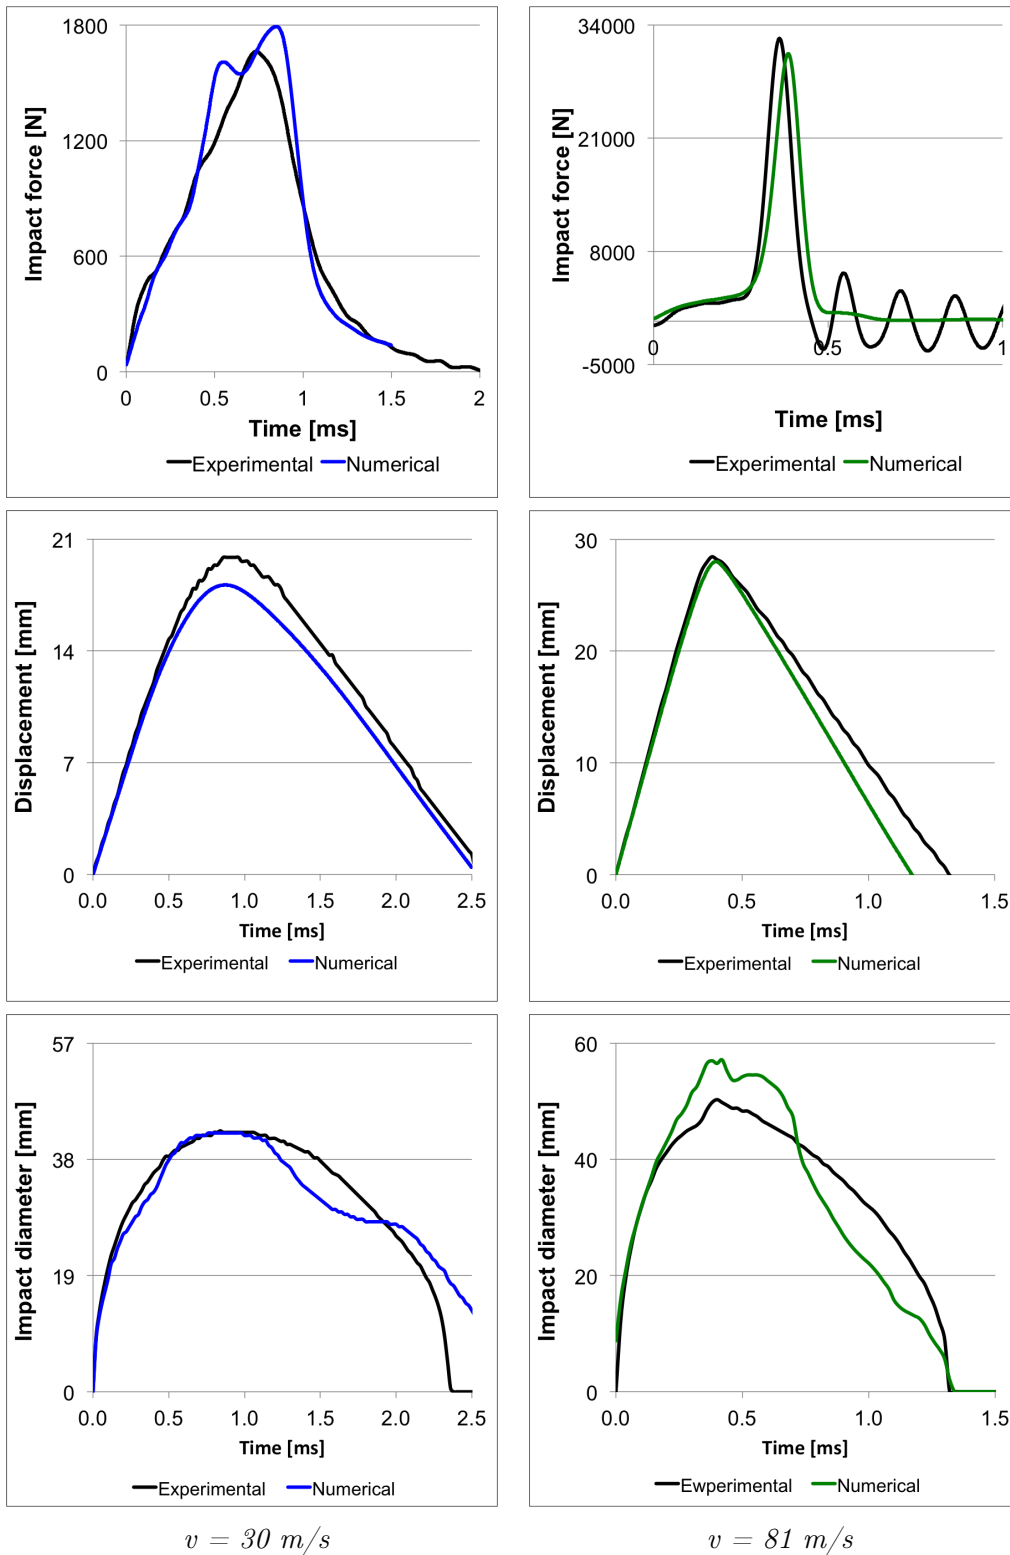 Impact force [N]
1800
1200
600
0
0 0.5 1 1.5 2
Time [ms]
Experimental Numerical
Impact force [N]
34000
21000
8000
-5000
0 0.5 1
Time [ms]
Experimental Numerical
Displacement [mm]
21
14
7
0
0.0 0.5 1.0 1.5 2.0 2.5
Time [ms]
Experimental Numerical
Displacement [mm]
30
20
10
0
0.0 0.5 1.0 1.5
Time [ms]
Experimental Numerical
Impact diameter [mm]
57
38
19
0
0.0 0.5 1.0 1.5 2.0 2.5
Time [ms]
Experimental Numerical
Impact diameter [mm]
60
40
20
0
0.0 0.5 1.0 1.5
Time [ms]
Ewperimental Numerical
v = 30 m/s
v = 81 m/s